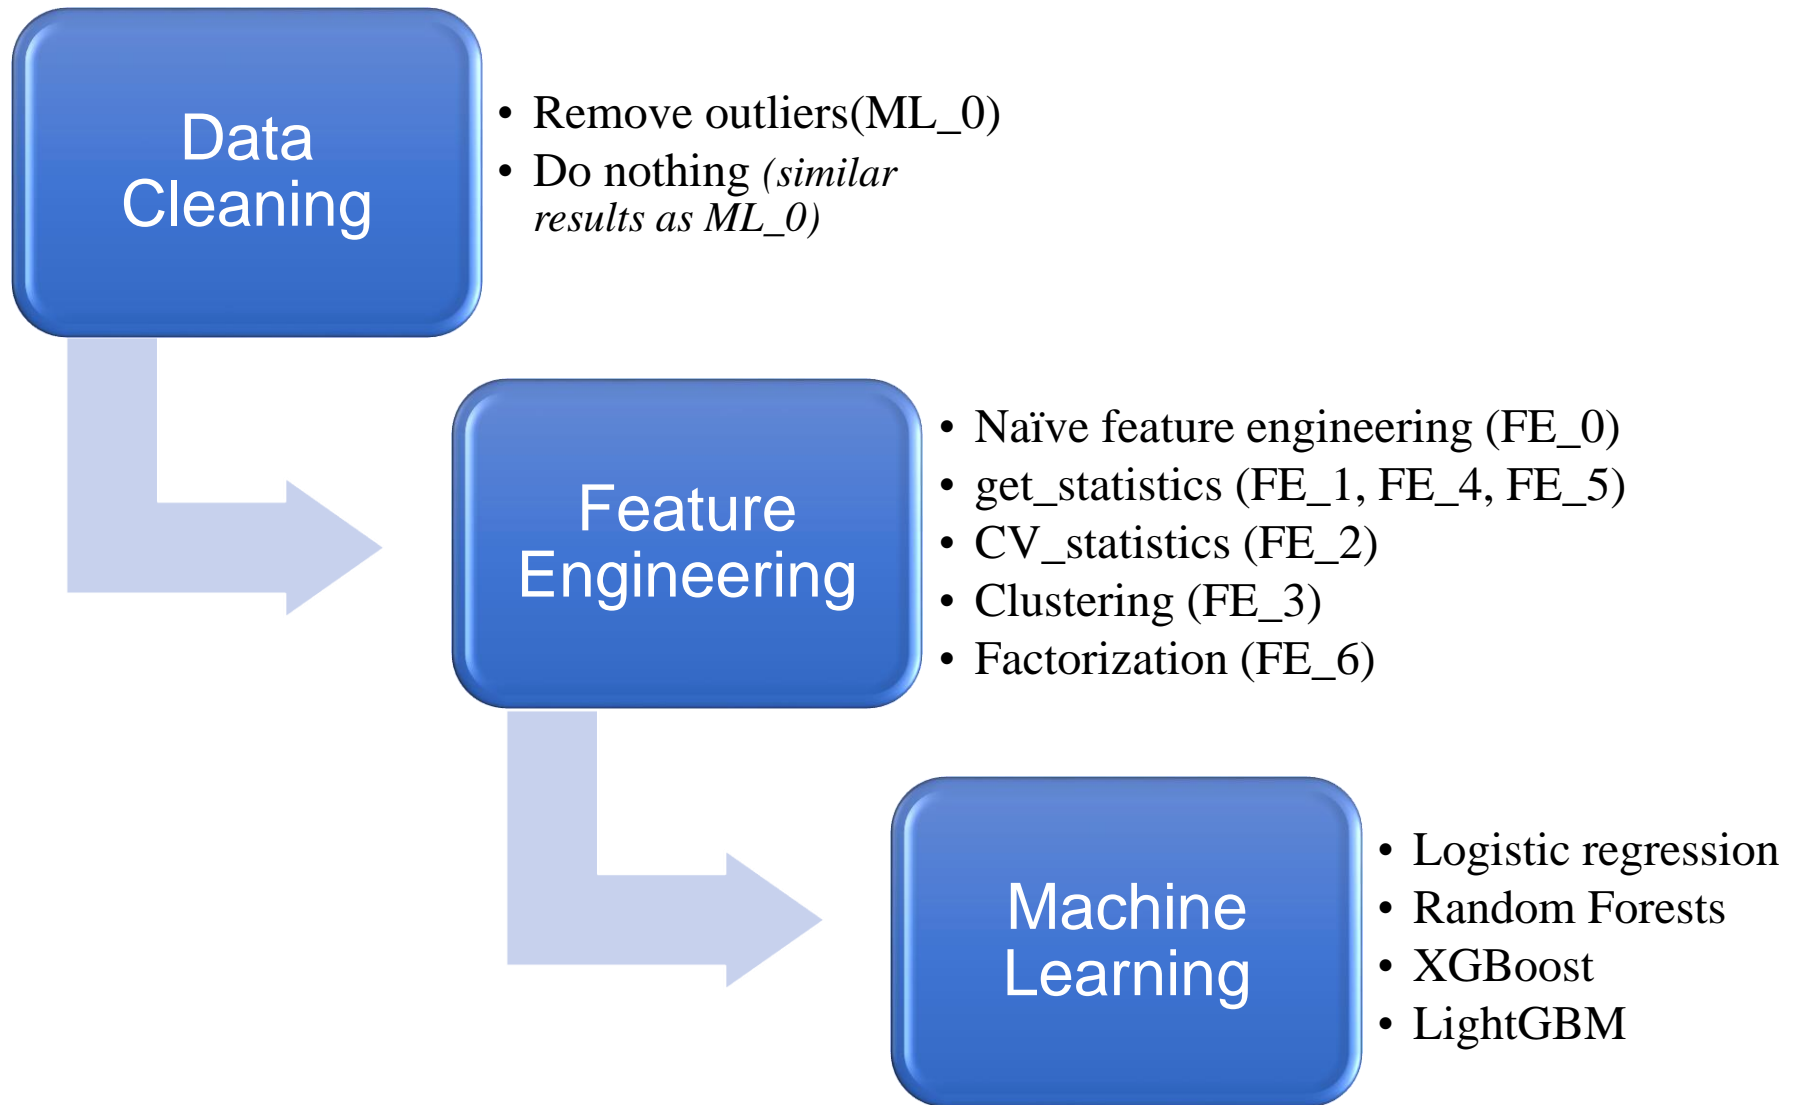 Data
Cleaning
• Remove outliers(ML_0)
• Do nothing (similar
results as ML_0)
Feature
Engineering
• Naïve feature engineering (FE_0)
• get_statistics (FE_1, FE_4, FE_5)
• CV_statistics (FE_2)
• Clustering (FE_3)
• Factorization (FE_6)
Machine
Learning
• Logistic regression
• Random Forests
• XGBoost
• LightGBM